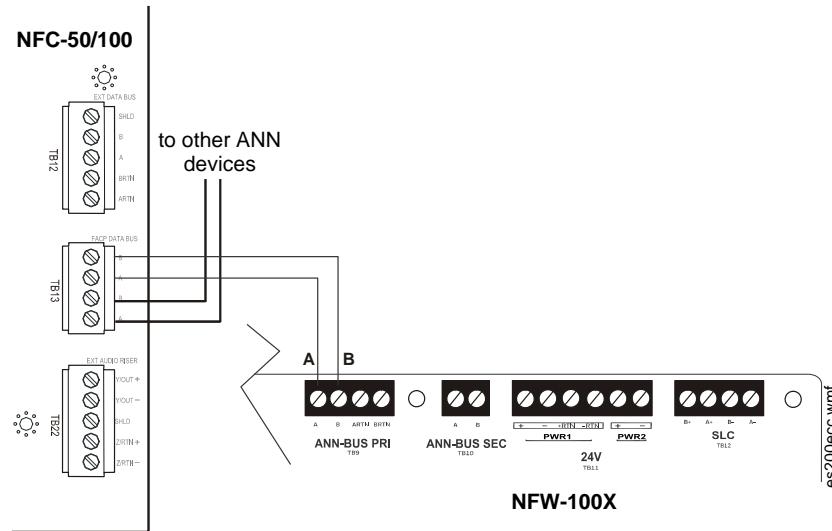 NFC-50/100
EXT DATA BUS
SHLD
B
A
BRTN
ARTN
TB12
to other ANN
devices
FACP DATA BUS
B
A
B
A
TB13
EXT AUDIO RISER
Y/OUT +
Y/OUT –
SHLD
Z/RTN +
Z/RTN –
TB22
A B
A B ARTN BRTN
ANN-BUS PRI
TB9
A B
ANN-BUS SEC
TB10
+ – +RTN –RTN + –
PWR1 PWR2
24V
TB11
B+ A+ B– A–
SLC
TB12
NFW-100X
es200ecc.wmf